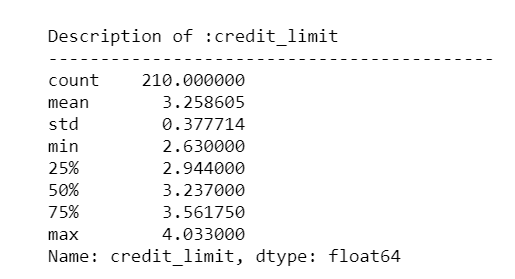 Description of :credit_limit
---------------------------------------------
count    210.000000
mean       3.258605
std        0.377714
min        2.630000
25%        2.944000
50%        3.237000
75%        3.561750
max        4.033000
Name: credit_limit, dtype: float64